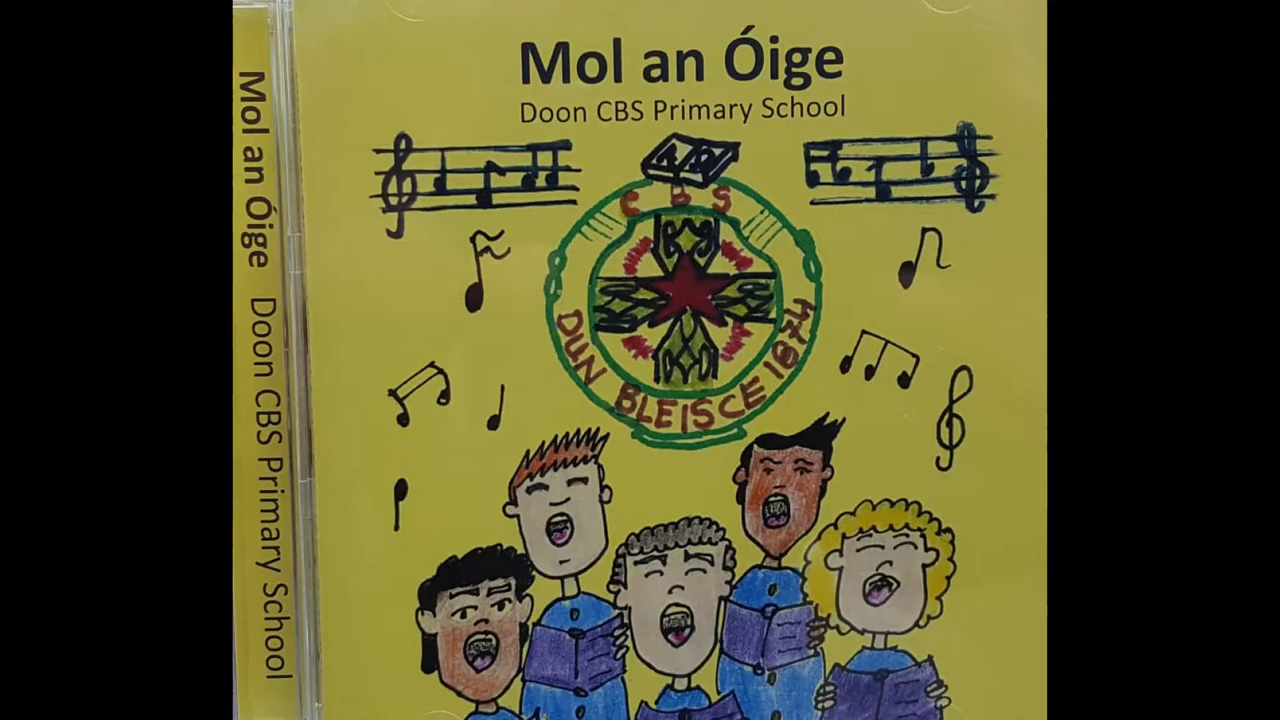 Mol an Óige
Doon CBS Primary School
CBS
DUN BLEISCE 1874
Mol an Óige Doon CBS Primary School